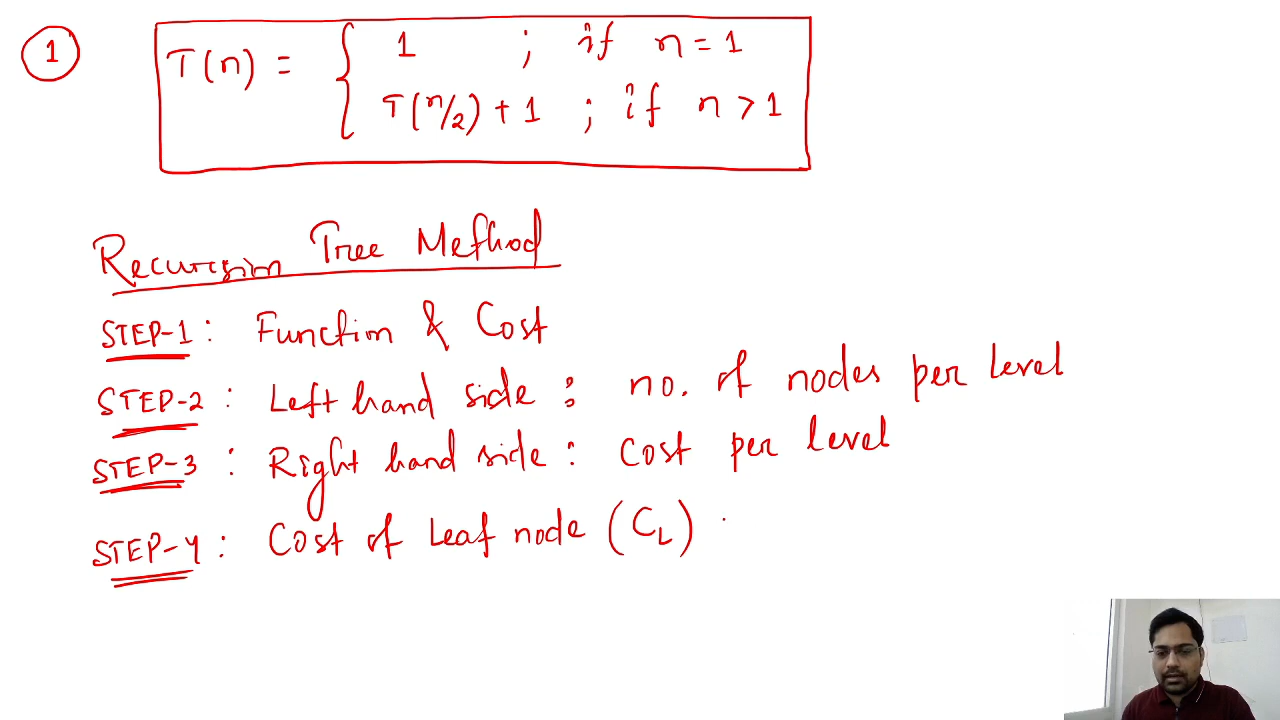 1
T(n) = { 1 ; if n = 1
T(n/2) + 1 ; if n > 1
Recursion Tree Method
STEP-1 : Function & Cost
STEP-2 : Left hand side : no. of nodes per level
STEP-3 : Right hand side : cost per level
STEP-4 : Cost of Leaf node (CL)